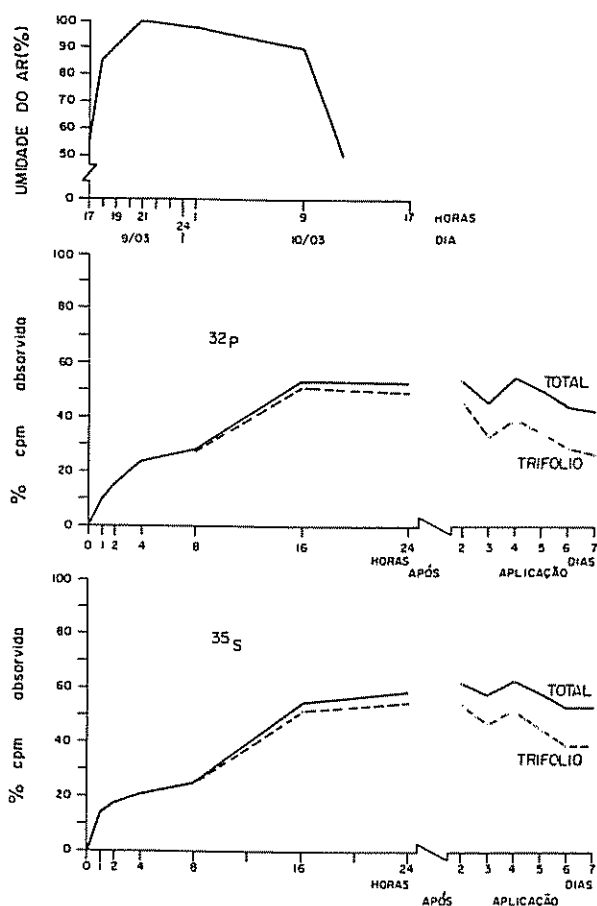 UMIDADE DO AR(%)
100
90
80
70
60
50
0
17 19 21 24 1 9 17 HORAS
9/03 10/03 DIA
% cpm absorvida
32P
100
80
60
40
20
0
TOTAL
TRIFOLIO
0 1 2 4 8 16 24 2 3 4 5 6 7
HORAS DIAS
APÓS APLICAÇÃO
% cpm absorvida
35S
100
80
60
40
20
0
TOTAL
TRIFOLIO
0 1 2 4 8 16 24 2 3 4 5 6 7
HORAS DIAS
APÓS APLICAÇÃO